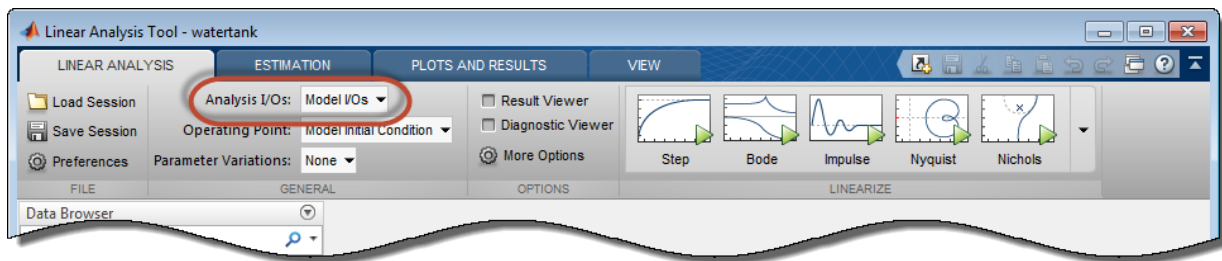 Linear Analysis Tool - watertank
LINEAR ANALYSIS ESTIMATION PLOTS AND RESULTS VIEW
Load Session
Save Session
Preferences
FILE
Analysis I/Os: Model I/Os
Operating Point: Model Initial Condition
Parameter Variations: None
GENERAL
Result Viewer
Diagnostic Viewer
More Options
OPTIONS
Step Bode Impulse Nyquist Nichols
LINEARIZE
Data Browser